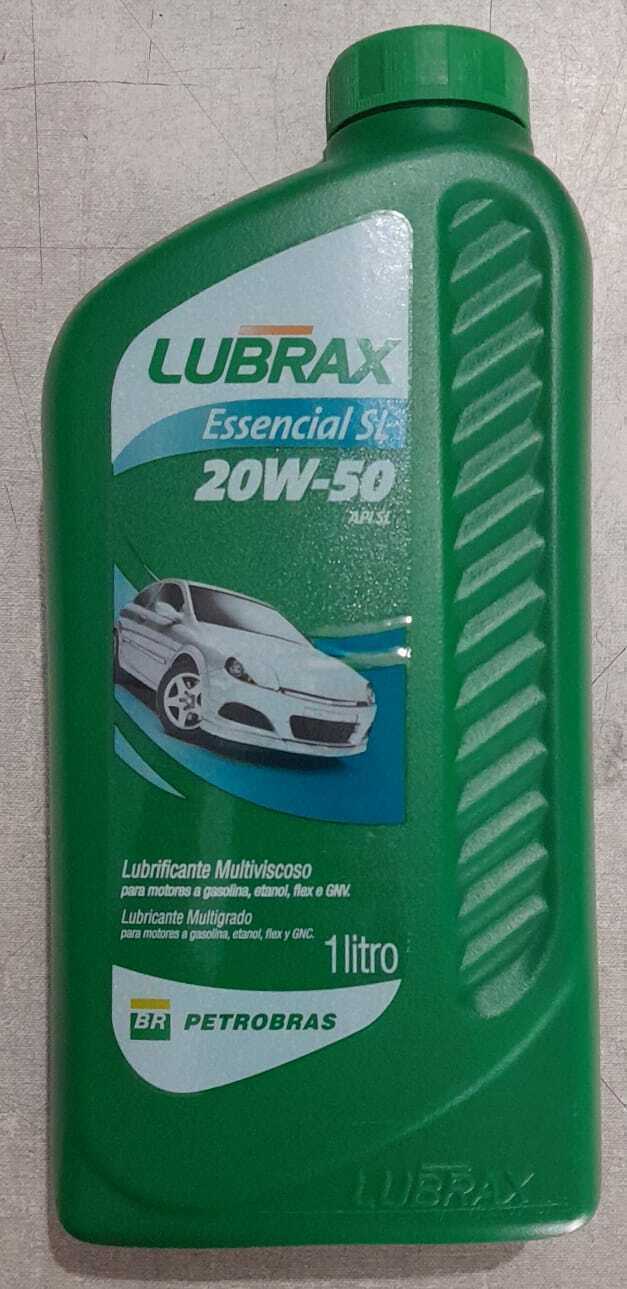 LUBRAX
Essencial SL
20W-50
API SL
Lubrificante Multiviscoso
para motores a gasolina, etanol, flex e GNV.
Lubricante Multigrado
para motores a gasolina, etanol, flex y GNC.
1 litro
BR PETROBRAS
LUBRAX